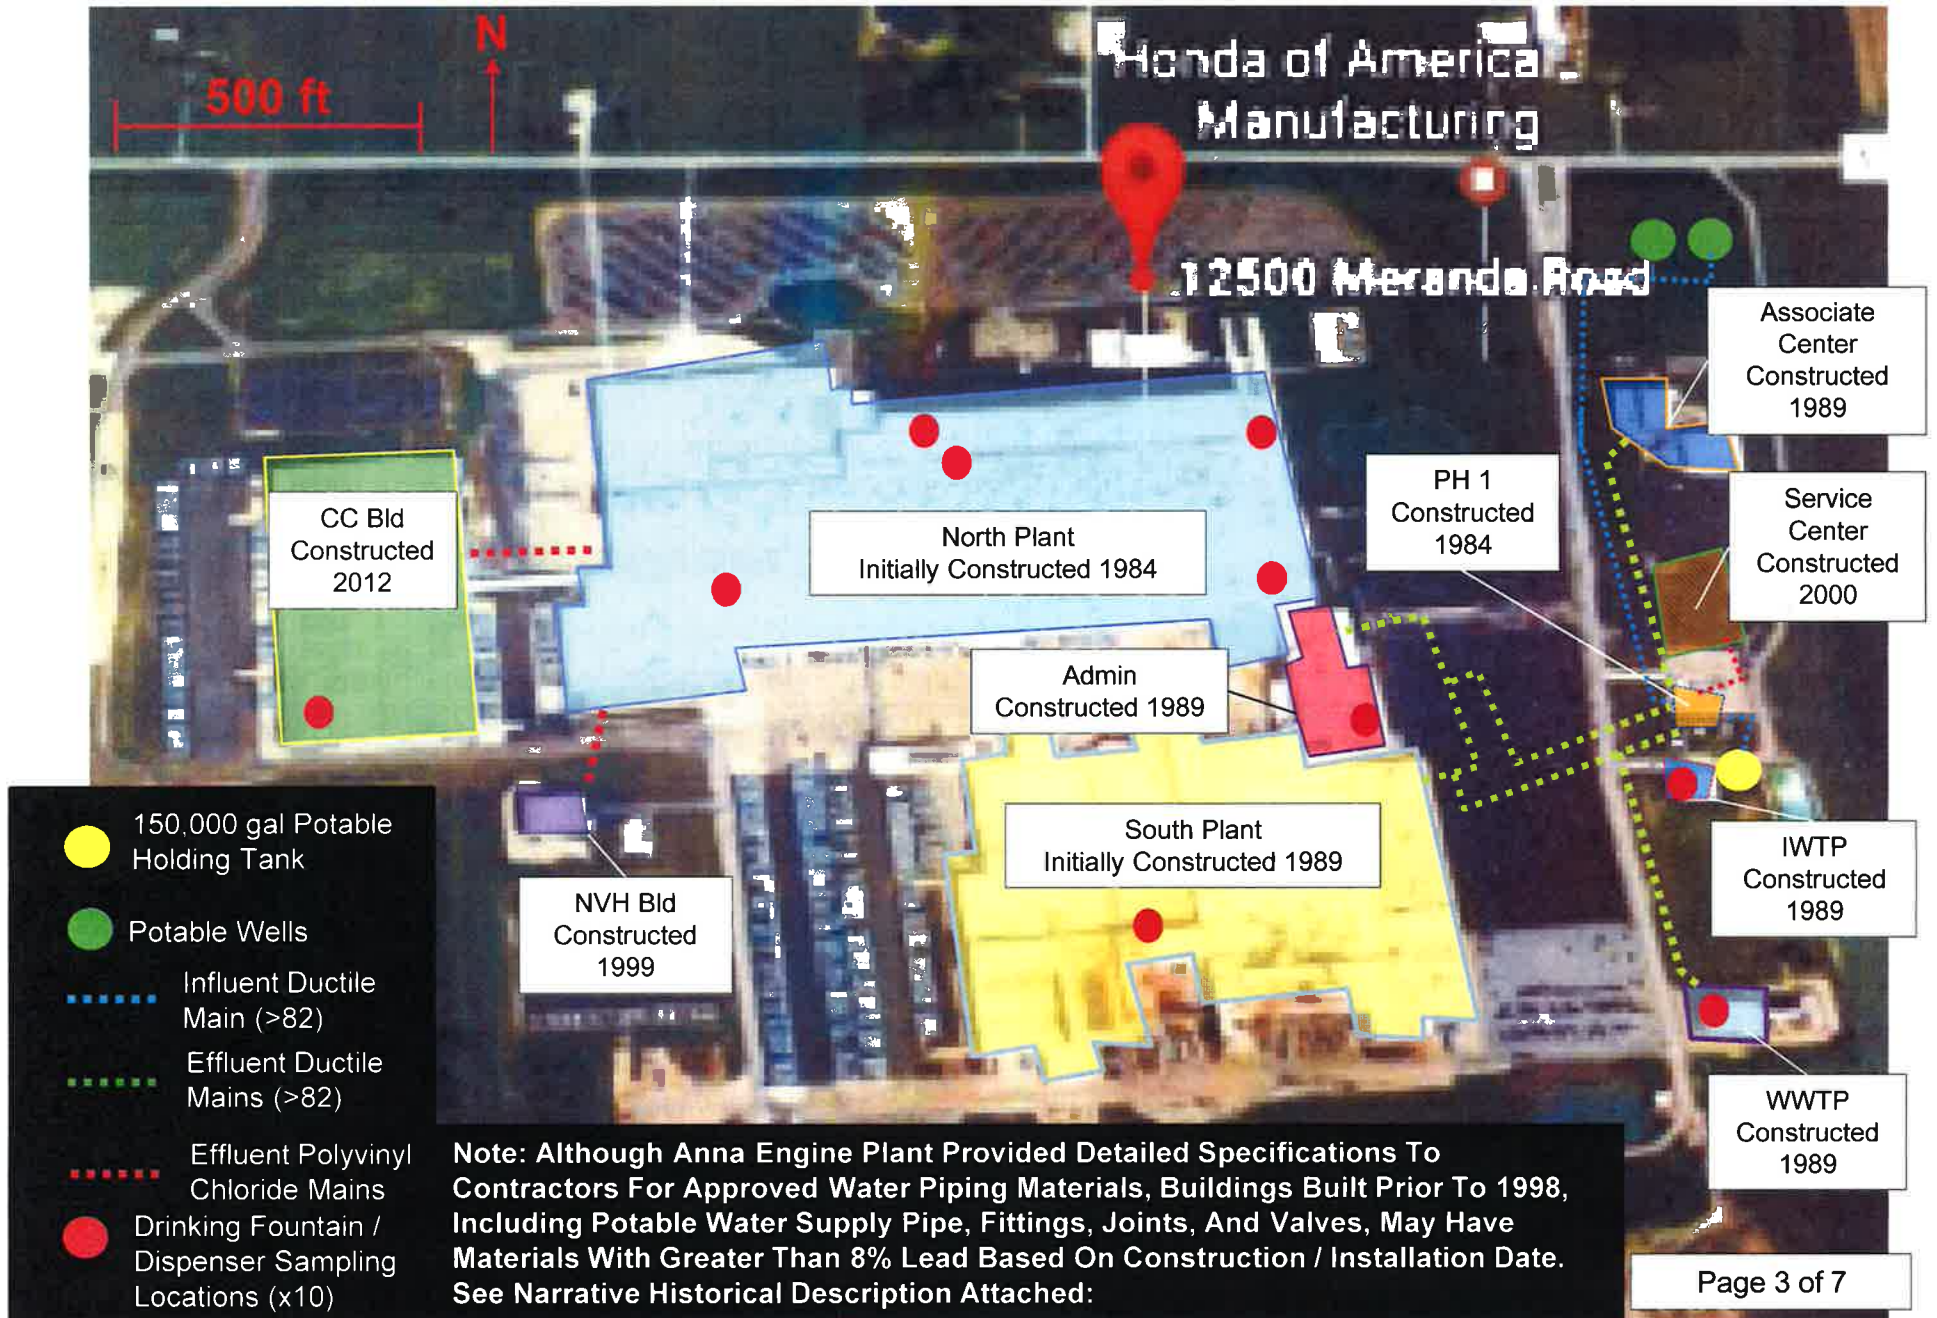 N
500 ft
Honda of America
Manufacturing
12500 Meranda Road
Associate
Center
Constructed
1989
PH 1
Constructed
1984
Service
Center
Constructed
2000
CC Bld
Constructed
2012
North Plant
Initially Constructed 1984
Admin
Constructed 1989
South Plant
Initially Constructed 1989
IWTP
Constructed
1989
NVH Bld
Constructed
1999
WWTP
Constructed
1989
150,000 gal Potable
Holding Tank
Potable Wells
Influent Ductile
Main (>82)
Effluent Ductile
Mains (>82)
Effluent Polyvinyl
Chloride Mains
Drinking Fountain /
Dispenser Sampling
Locations (x10)
Note: Although Anna Engine Plant Provided Detailed Specifications To
Contractors For Approved Water Piping Materials, Buildings Built Prior To 1998,
Including Potable Water Supply Pipe, Fittings, Joints, And Valves, May Have
Materials With Greater Than 8% Lead Based On Construction / Installation Date.
See Narrative Historical Description Attached:
Page 3 of 7